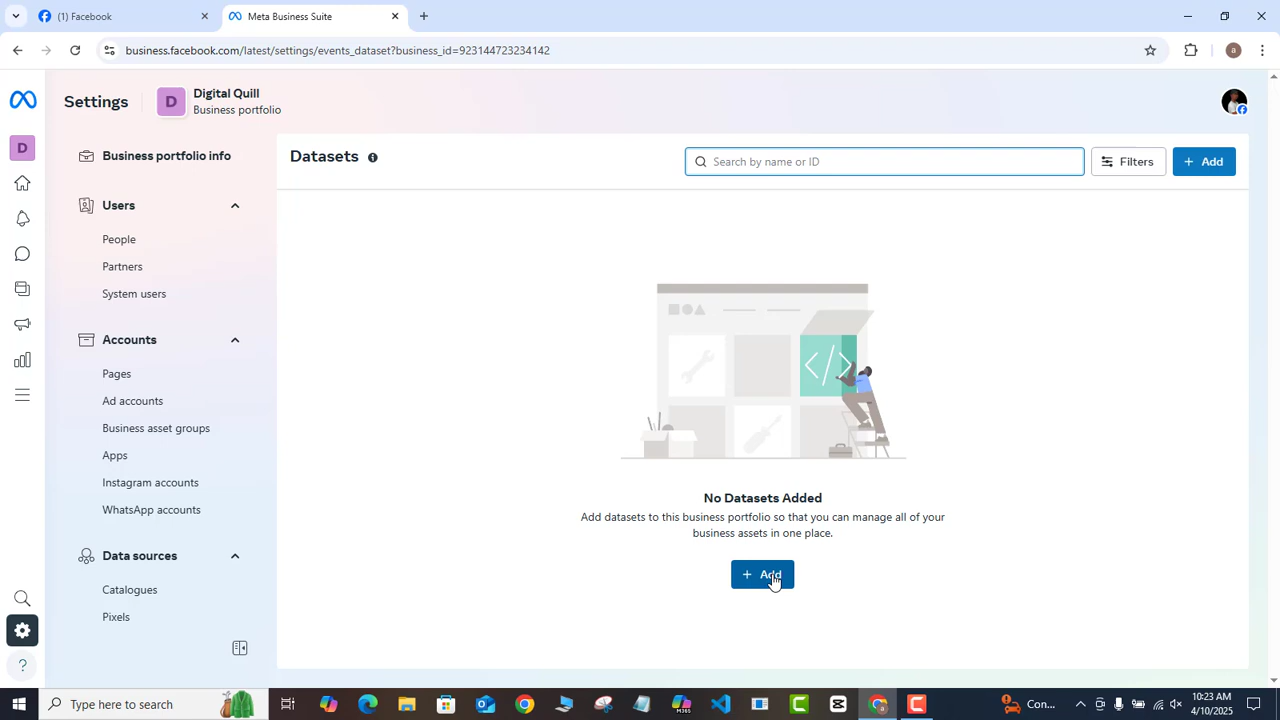 (1) Facebook
Meta Business Suite
business.facebook.com/latest/settings/events_dataset?business_id=923144723234142
a
Settings
D
Digital Quill
Business portfolio
D
Business portfolio info
Users
People
Partners
System users
Accounts
Pages
Ad accounts
Business asset groups
Apps
Instagram accounts
WhatsApp accounts
Data sources
Catalogues
Pixels
Datasets
Search by name or ID
Filters
+ Add
No Datasets Added
Add datasets to this business portfolio so that you can manage all of your
business assets in one place.
+ Add
Type here to search
Con...
10:23 AM
4/10/2025